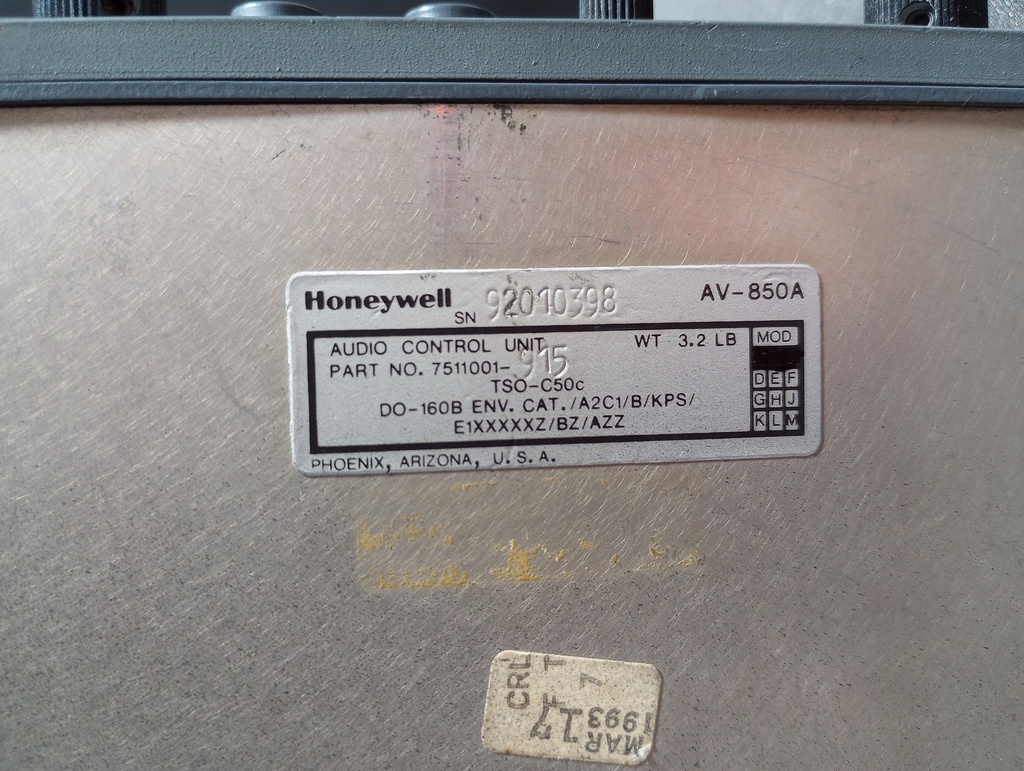 Honeywell
SN 92010398
AV-850A
AUDIO CONTROL UNIT
WT 3.2 LB
PART NO. 7511001-915
TSO-C50c
DO-160B ENV. CAT./A2C1/B/KPS/
E1XXXXXZ/BZ/AZZ
MOD
D E F
G H J
K L M
PHOENIX, ARIZONA, U.S.A.
CRL
F T
7
MAR 17 1993